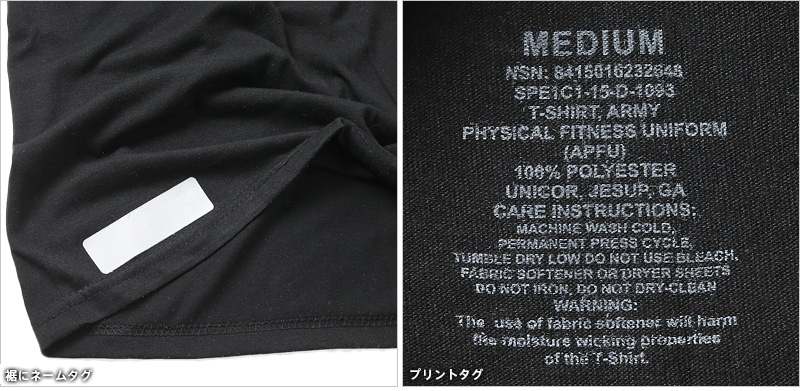 裾にネームタグ
MEDIUM
NSN: 8415016232648
SPE1C1-15-D-1093
T-SHIRT, ARMY
PHYSICAL FITNESS UNIFORM
(APFU)
100% POLYESTER
UNICOR, JESUP, GA
CARE INSTRUCTIONS:
MACHINE WASH COLD,
PERMANENT PRESS CYCLE,
TUMBLE DRY LOW DO NOT USE BLEACH,
FABRIC SOFTENER OR DRYER SHEETS
DO NOT IRON, DO NOT DRY-CLEAN
WARNING:
The use of fabric softener will harm
the moisture wicking properties
of the T-Shirt.
プリントタグ